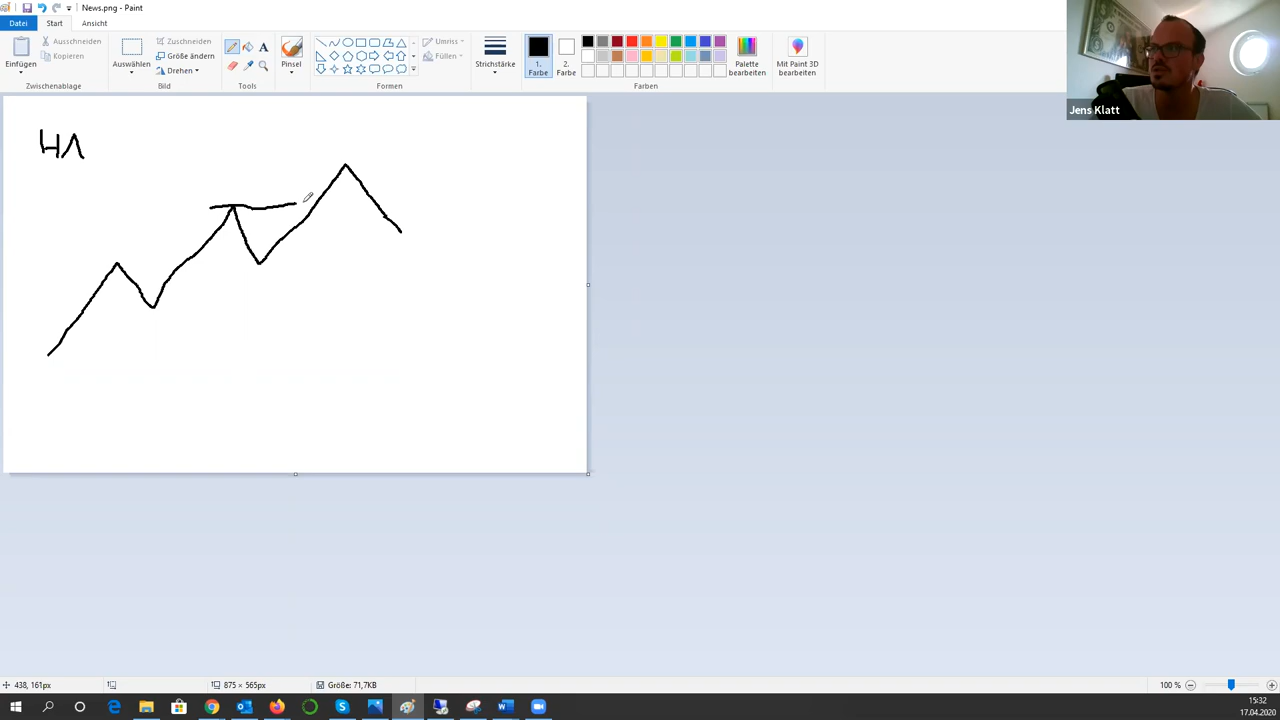 News.png - Paint
Datei Start Ansicht
Einfügen
Ausschneiden
Kopieren
Zwischenablage
Auswählen
Zuschneiden
Größe ändern
Drehen
Bild
A
Tools
Pinsel
Umriss
Füllen
Formen
Strichstärke
1. Farbe
2. Farbe
Palette bearbeiten
Mit Paint 3D bearbeiten
Farben
Jens Klatt
438, 161px
875 × 565px
Größe: 71,7KB
100 %
15:32
17.04.2020